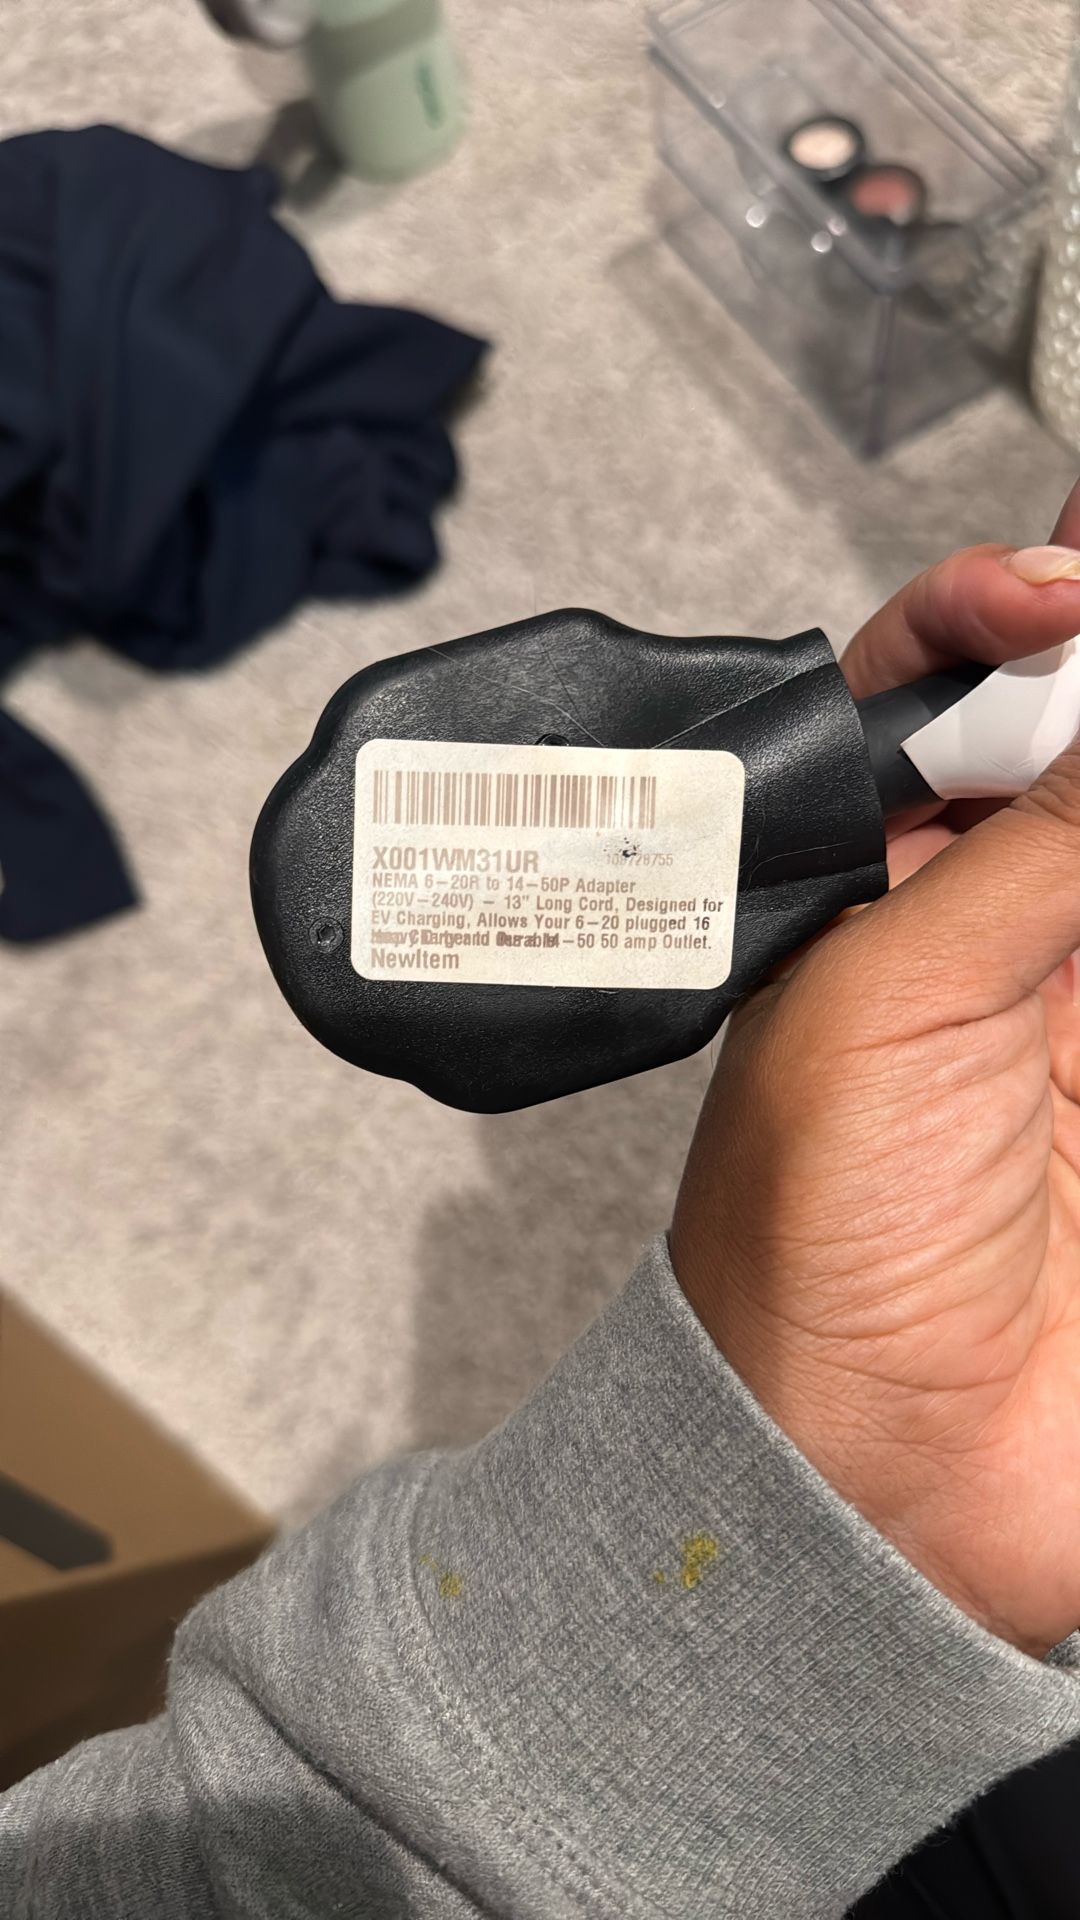 X001WM31UR
NEMA 6-20R to 14-50P Adapter
(220V-240V) - 13" Long Cord, Designed for
EV Charging, Allows Your 6-20 plugged 16
-50 50 amp Outlet.
NewItem